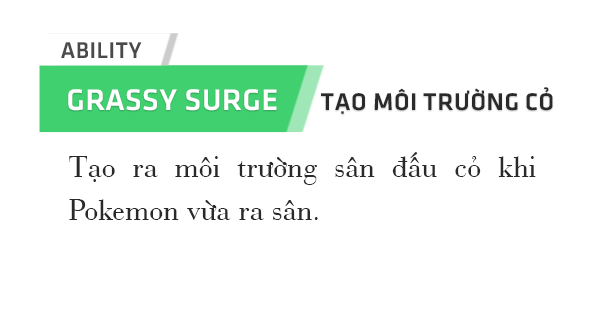 ABILITY
GRASSY SURGE TẠO MÔI TRƯỜNG CỎ
Tạo ra môi trường sân đấu cỏ khi
Pokemon vừa ra sân.